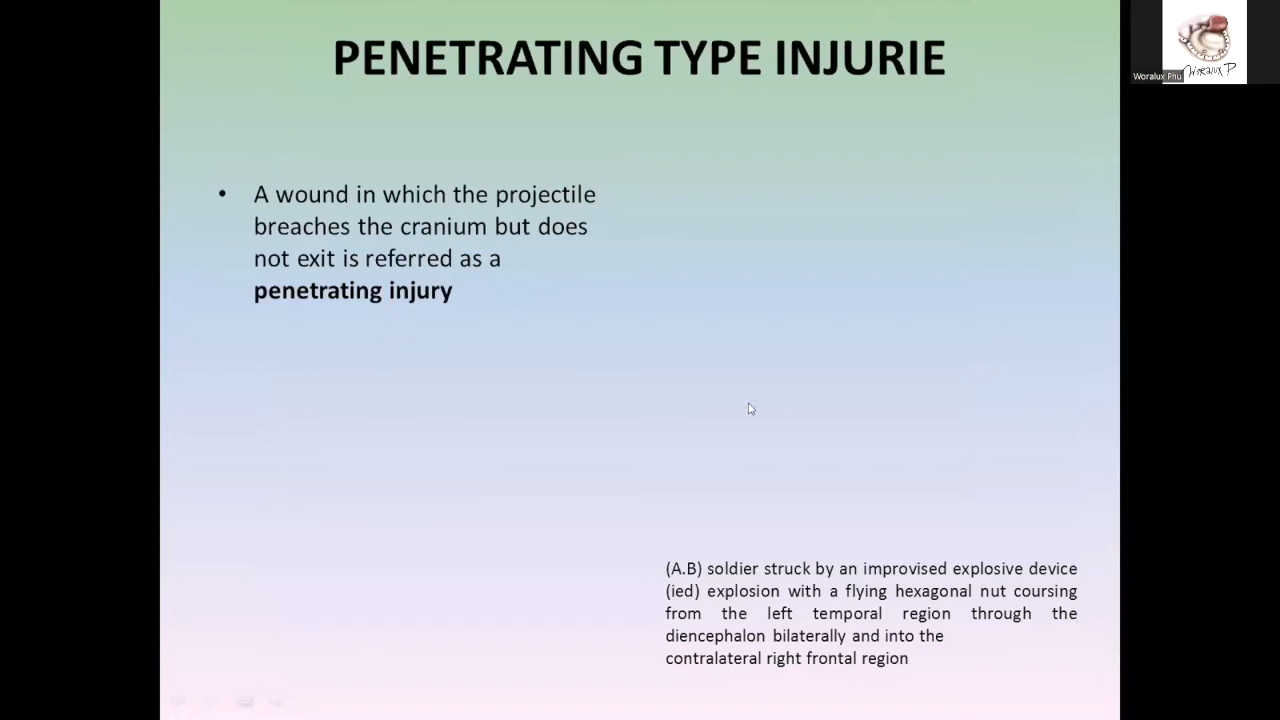 PENETRATING TYPE INJURIE
• A wound in which the projectile
breaches the cranium but does
not exit is referred as a
penetrating injury
(A.B) soldier struck by an improvised explosive device
(ied) explosion with a flying hexagonal nut coursing
from the left temporal region through the
diencephalon bilaterally and into the
contralateral right frontal region
Woralux Phu
Woralux P